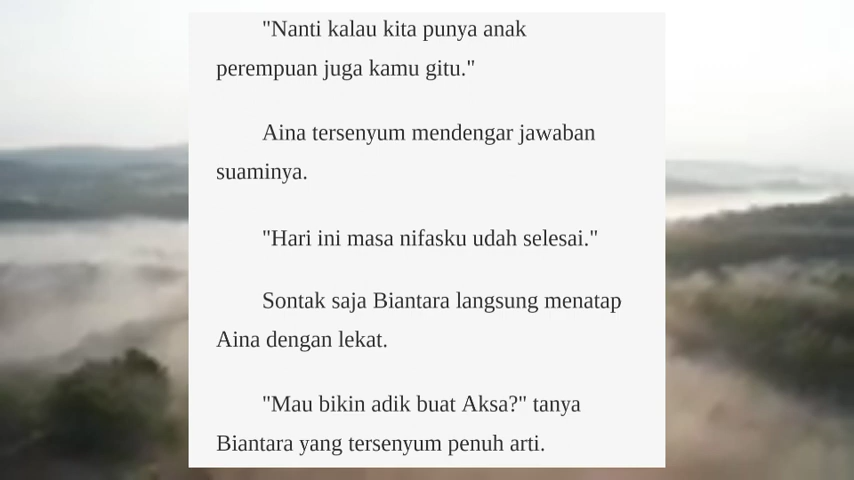 "Nanti kalau kita punya anak
perempuan juga kamu gitu."
Aina tersenyum mendengar jawaban
suaminya.
"Hari ini masa nifasku udah selesai."
Sontak saja Biantara langsung menatap
Aina dengan lekat.
"Mau bikin adik buat Aksa?" tanya
Biantara yang tersenyum penuh arti.